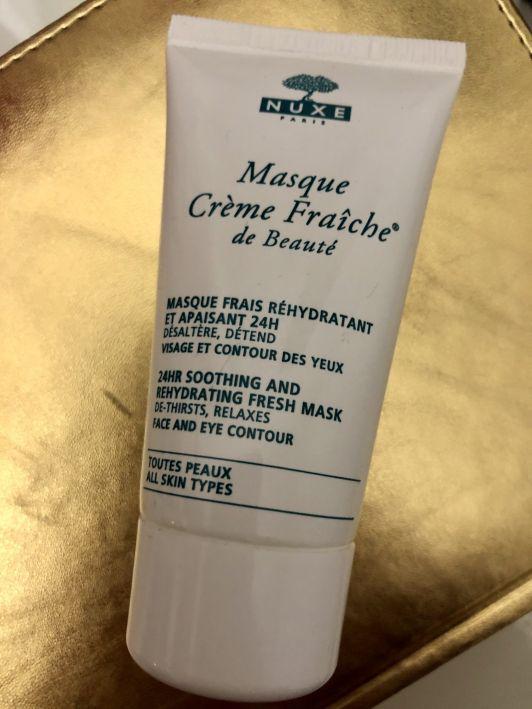 NUXE
PARIS
Masque
Crème Fraîche®
de Beauté
MASQUE FRAIS RÉHYDRATANT
ET APAISANT 24H
DÉSALTÈRE, DÉTEND
VISAGE ET CONTOUR DES YEUX
24HR SOOTHING AND
REHYDRATING FRESH MASK
DE-THIRSTS, RELAXES
FACE AND EYE CONTOUR
TOUTES PEAUX
ALL SKIN TYPES